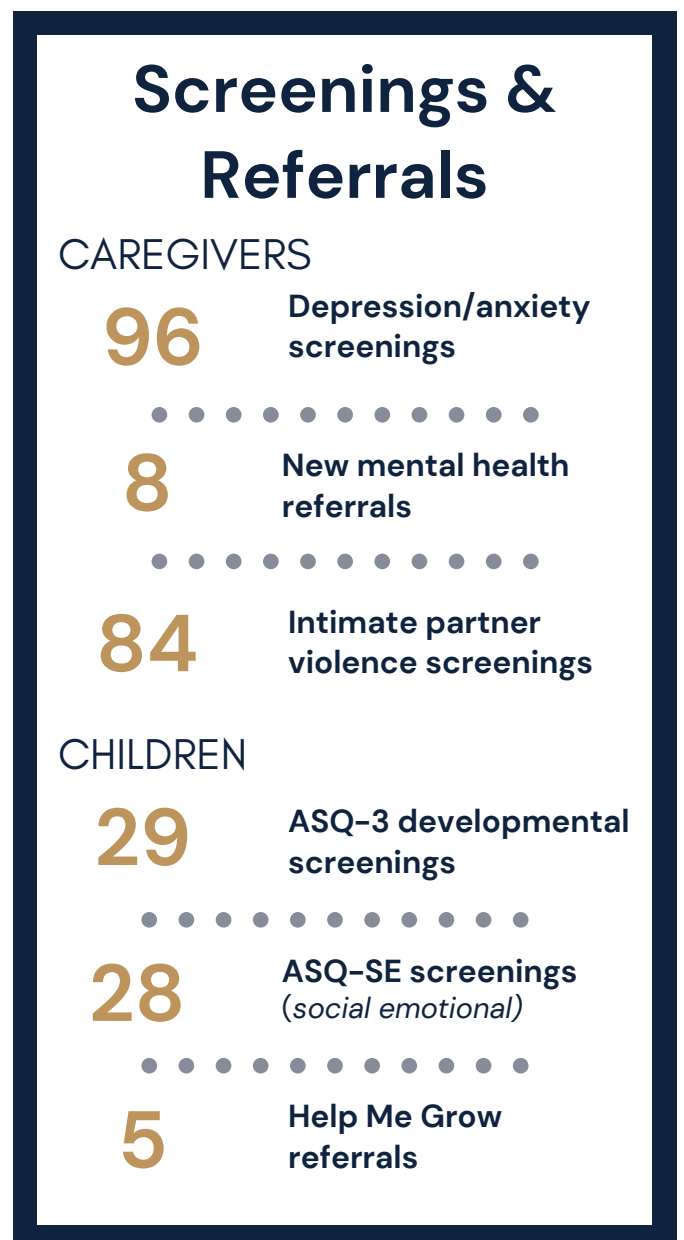 Screenings &
Referrals
CAREGIVERS
96
Depression/anxiety
screenings
8
New mental health
referrals
84
Intimate partner
violence screenings
CHILDREN
29
ASQ-3 developmental
screenings
28
ASQ-SE screenings
(social emotional)
5
Help Me Grow
referrals